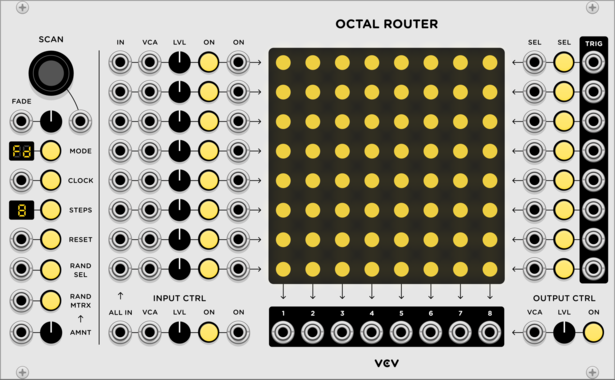 OCTAL ROUTER
SCAN
IN VCA LVL ON ON
SEL SEL TRIG
FADE
Fd MODE
CLOCK
8 STEPS
RESET
RAND
SEL
RAND
MTRX
AMNT
INPUT CTRL
ALL IN VCA LVL ON ON
1 2 3 4 5 6 7 8
OUTPUT CTRL
VCA LVL ON
VCV